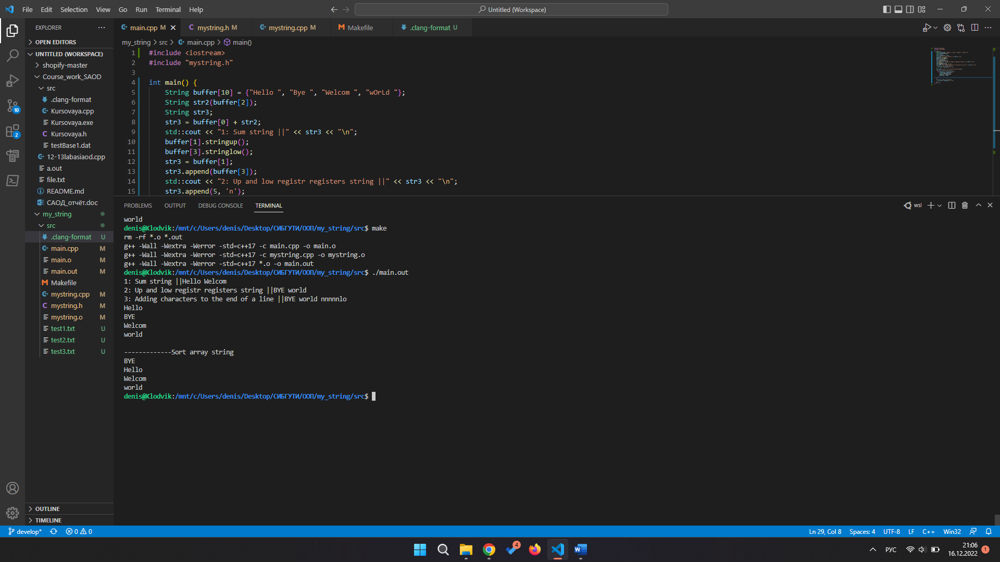 File Edit Selection View Go Run Terminal Help
Untitled (Workspace)
EXPLORER
OPEN EDITORS
UNTITLED (WORKSPACE)
shopify-master
Course_work_SAOD
src
.clang-format
Kursovaya.cpp
Kursovaya.exe
Kursovaya.h
testBase1.dat
12-13labasiaod.cpp
a.out
file.txt
README.md
САОД_отчёт.doc
my_string
src
.clang-format U
main.cpp M
main.o M
main.out M
Makefile
mystring.cpp M
mystring.h M
mystring.o M
test1.txt U
test2.txt U
test3.txt U
OUTLINE
TIMELINE
10
2
main.cpp M mystring.h M mystring.cpp M Makefile .clang-format U
my_string > src > main.cpp > main()
1 #include <iostream>
2 #include "mystring.h"
3
4 int main() {
5 String buffer[10] = {"Hello ", "Bye ", "Welcom ", "wOrLd "};
6 String str2(buffer[2]);
7 String str3;
8 str3 = buffer[0] + str2;
9 std::cout << "1: Sum string ||" << str3 << "\n";
10 buffer[1].stringup();
11 buffer[3].stringlow();
12 str3 = buffer[1];
13 str3.append(buffer[3]);
14 std::cout << "2: Up and low registr registers string ||" << str3 << "\n";
15 str3.append(5, 'n');
PROBLEMS OUTPUT DEBUG CONSOLE TERMINAL
wsl
world
denis@Klodvik:/mnt/c/Users/denis/Desktop/СИБГУТИ/ООП/my_string/src$ make
rm -rf *.o *.out
g++ -Wall -Wextra -Werror -std=c++17 -c main.cpp -o main.o
g++ -Wall -Wextra -Werror -std=c++17 -c mystring.cpp -o mystring.o
g++ -Wall -Wextra -Werror -std=c++17 *.o -o main.out
denis@Klodvik:/mnt/c/Users/denis/Desktop/СИБГУТИ/ООП/my_string/src$ ./main.out
1: Sum string ||Hello Welcom
2: Up and low registr registers string ||BYE world
3: Adding characters to the end of a line ||BYE world nnnnnlo
Hello
BYE
Welcom
world
-------------Sort array string
BYE
Hello
Welcom
world
denis@Klodvik:/mnt/c/Users/denis/Desktop/СИБГУТИ/ООП/my_string/src$
develop* 0 0
Ln 29, Col 8 Spaces: 4 UTF-8 LF C++ Win32
4
РУС
21:06
16.12.2022
1